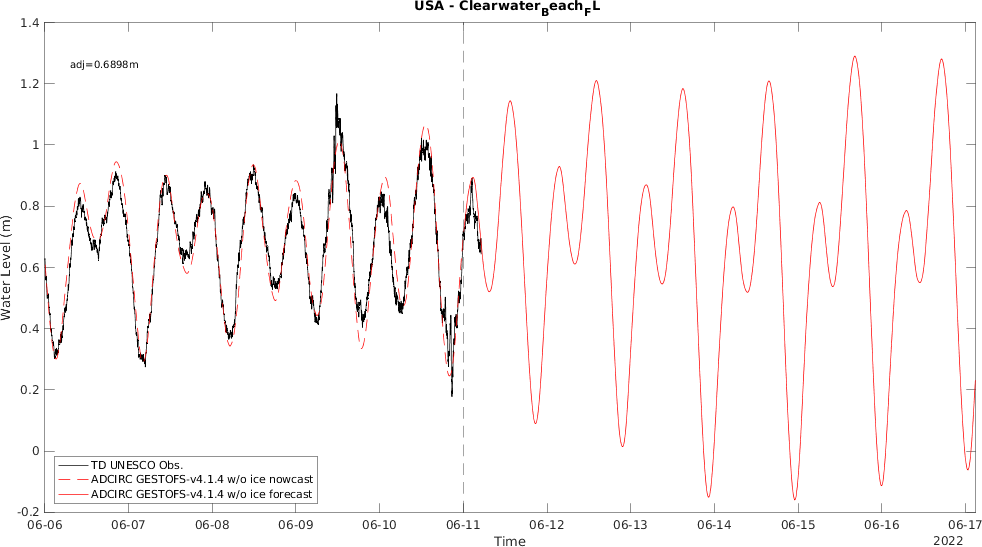 USA - Clearwater_Beach_FL
adj=0.6898m
1.4
1.2
1
0.8
0.6
0.4
0.2
0
-0.2
Water Level (m)
TD UNESCO Obs.
ADCIRC GESTOFS-v4.1.4 w/o ice nowcast
ADCIRC GESTOFS-v4.1.4 w/o ice forecast
06-06 06-07 06-08 06-09 06-10 06-11 06-12 06-13 06-14 06-15 06-16 06-17
Time
2022